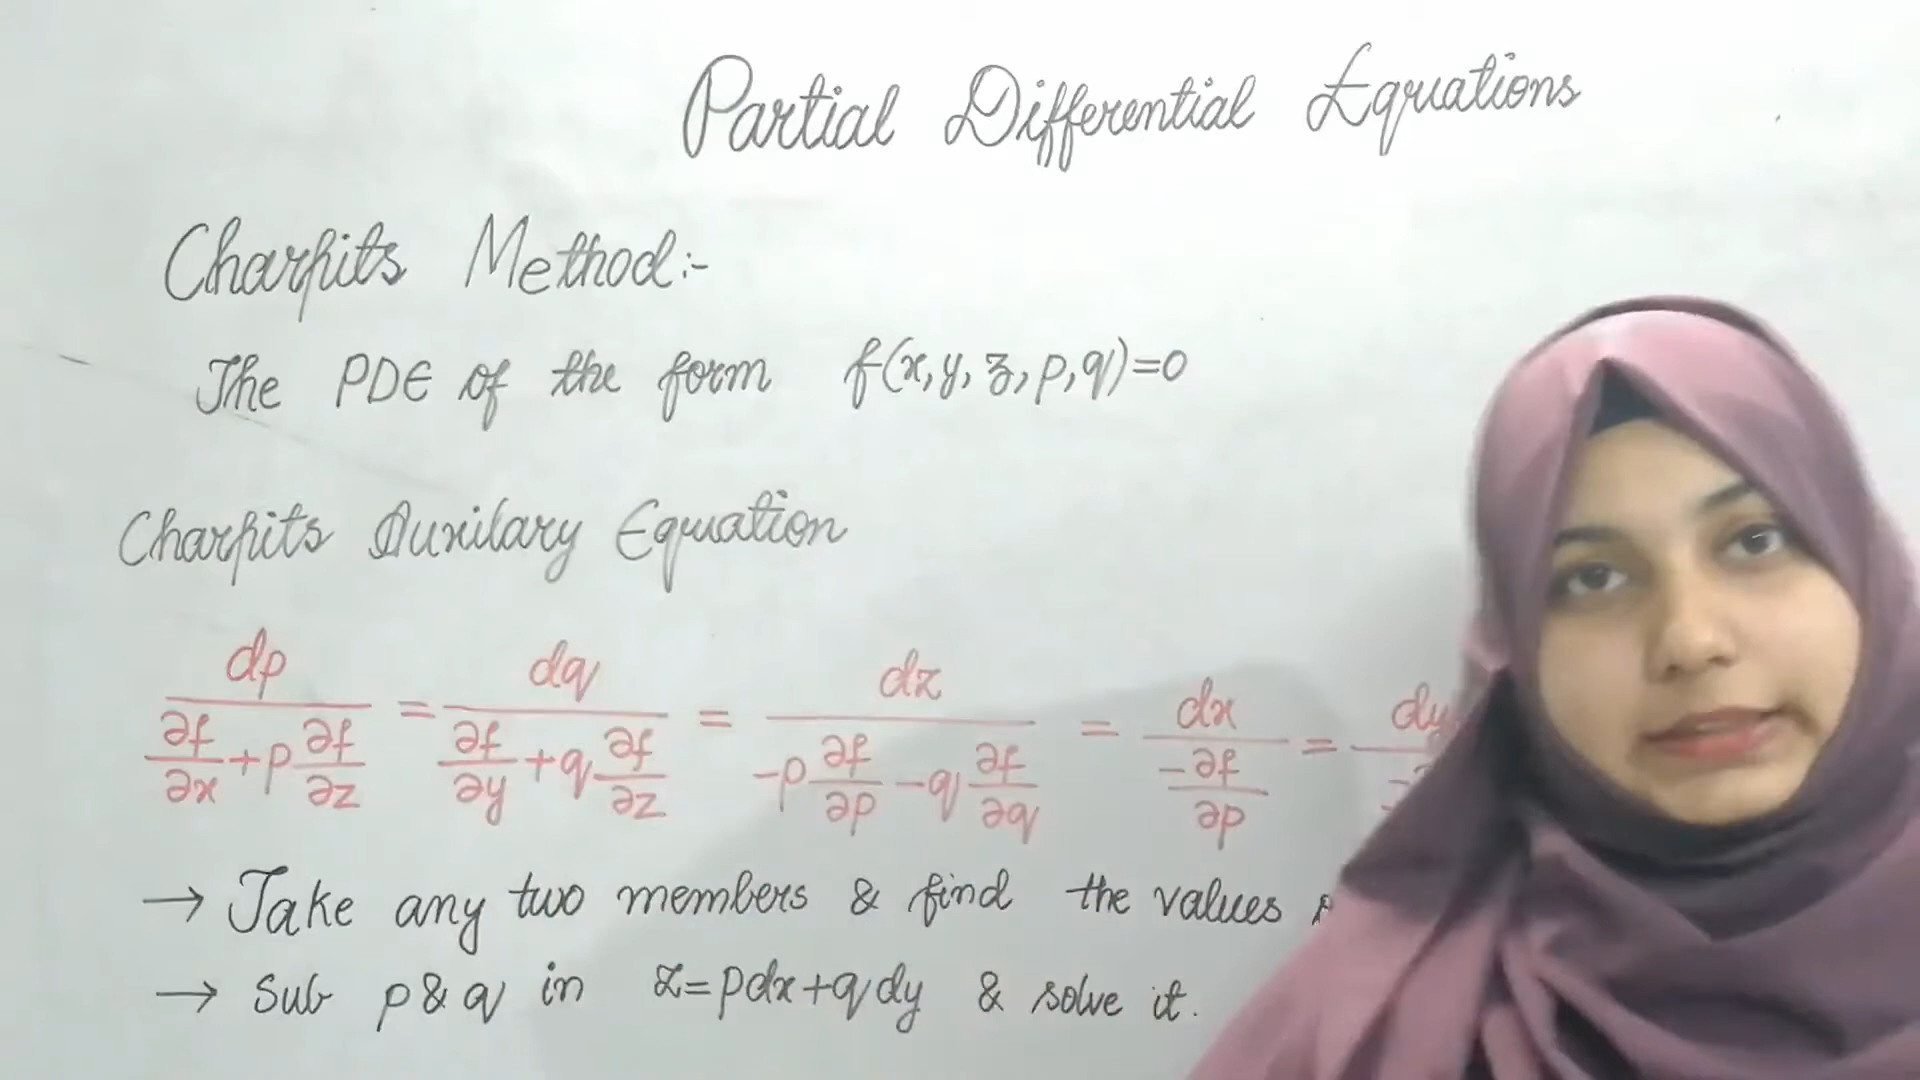 Partial Differential Equations
Charpits Method:-
The PDE of the form f(x, y, z, p, q)=0
Charpits Auxilary Equation
dp/(∂f/∂x + p ∂f/∂z) = dq/(∂f/∂y + q ∂f/∂z) = dz/(-p ∂f/∂p - q ∂f/∂q) = dx/(-∂f/∂p) = dy
→ Take any two members & find the values
→ Sub p & q in z=pdx+qdy & solve it.